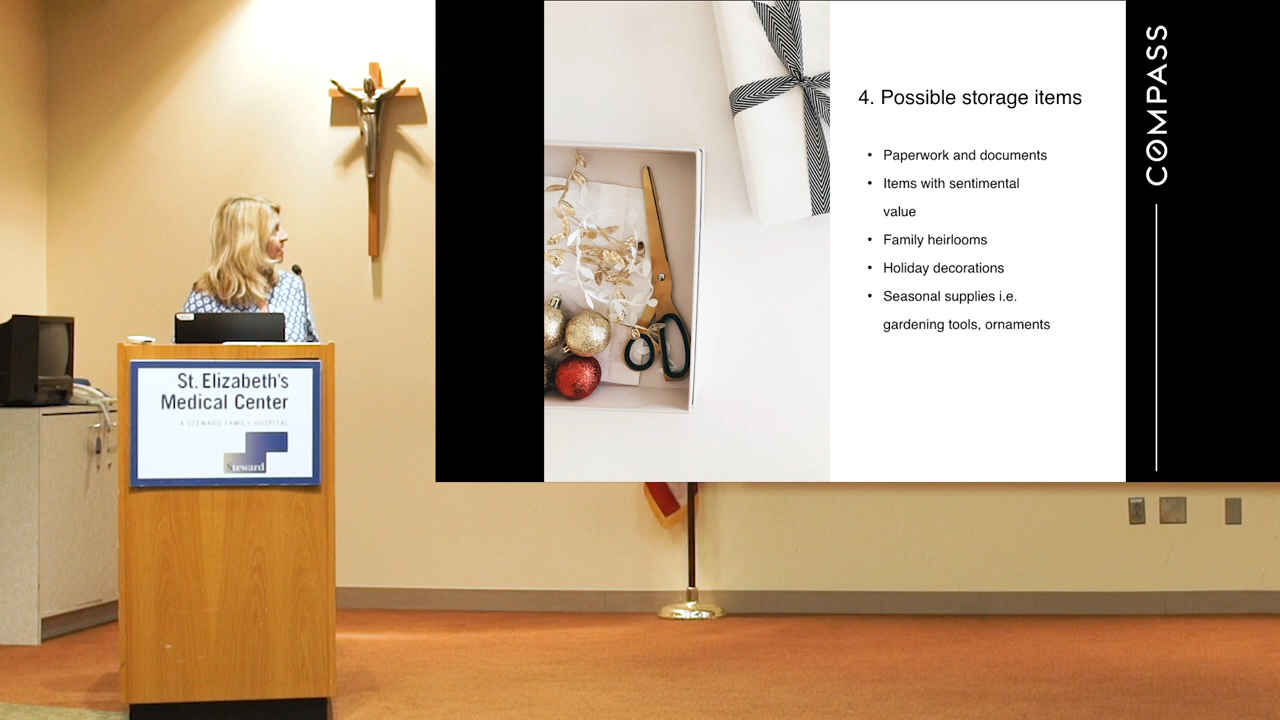 St. Elizabeth's
Medical Center
A STEWARD FAMILY HOSPITAL
Steward
4. Possible storage items
• Paperwork and documents
• Items with sentimental
value
• Family heirlooms
• Holiday decorations
• Seasonal supplies i.e.
gardening tools, ornaments
COMPASS